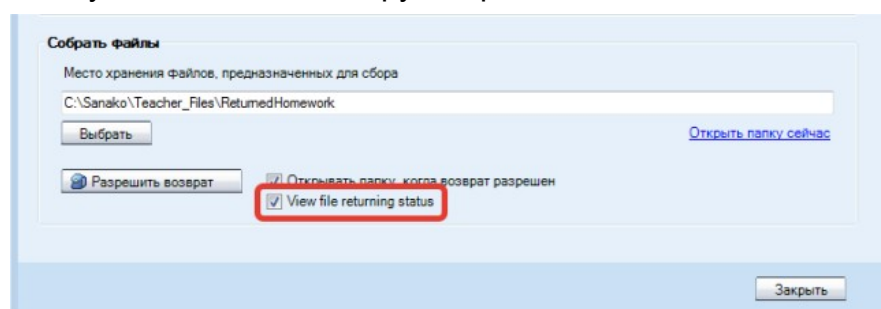 Собрать файлы
Место хранения файлов, предназначенных для сбора
C:\Sanako\Teacher_Files\ReturnedHomework
Выбрать Открыть папку сейчас
Разрешить возврат Открывать папку, когда возврат разрешен
View file returning status
Закрыть